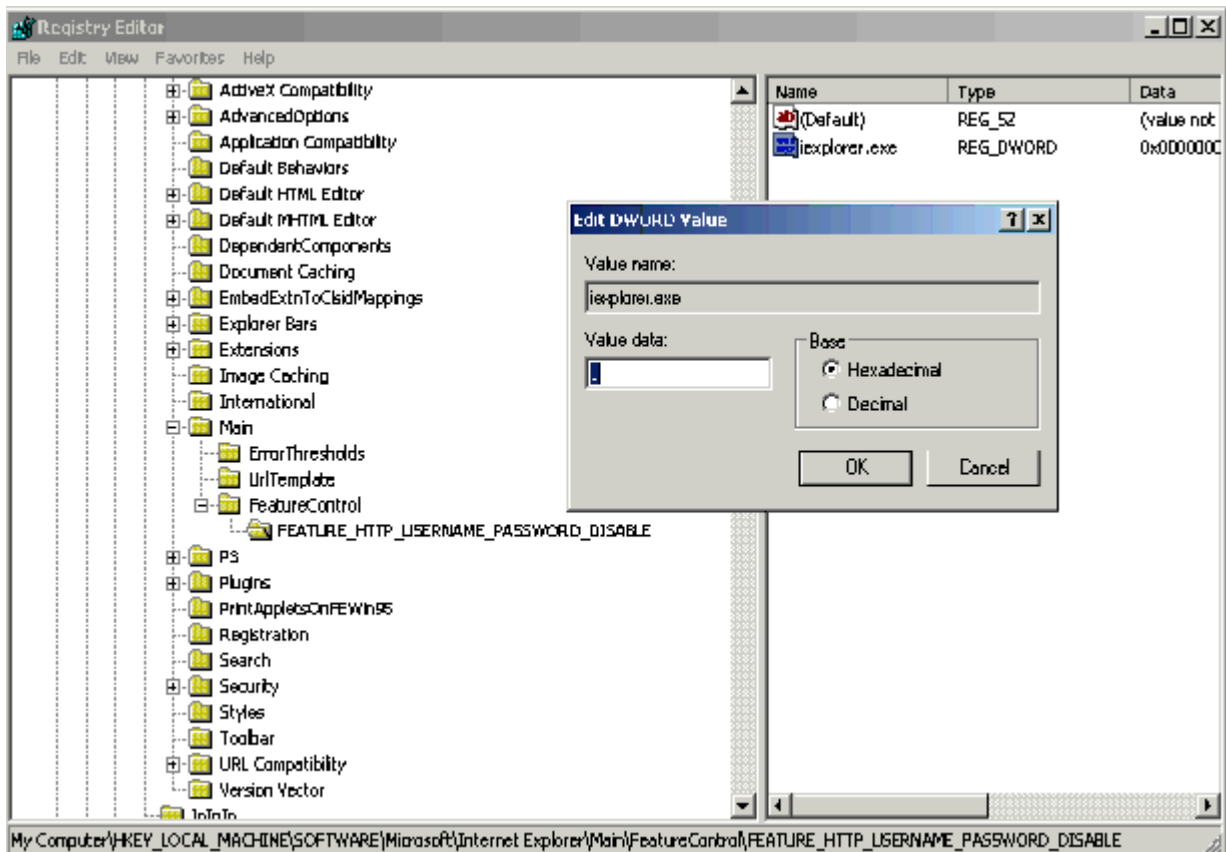 Registry Editor
File Edit View Favorites Help
ActiveX Compatibility
AdvancedOptions
Application Compatibility
Default Behaviors
Default HTML Editor
Default MHTML Editor
DependentComponents
Document Caching
EmbedExtnToClsidMappings
Explorer Bars
Extensions
Image Caching
International
Main
ErrorThresholds
UrlTemplate
FeatureControl
FEATURE_HTTP_USERNAME_PASSWORD_DISABLE
P3
Plugins
PrintAppletsOnFEWin95
Registration
Search
Security
Styles
Toolbar
URL Compatibility
Version Vector
Name Type Data
(Default) REG_SZ (value not
iexplorer.exe REG_DWORD 0x0000000
Edit DWORD Value
Value name:
iexplorer.exe
Value data:
Base
Hexadecimal
Decimal
OK Cancel
My Computer\HKEY_LOCAL_MACHINE\SOFTWARE\Microsoft\Internet Explorer\Main\FeatureControl\FEATURE_HTTP_USERNAME_PASSWORD_DISABLE